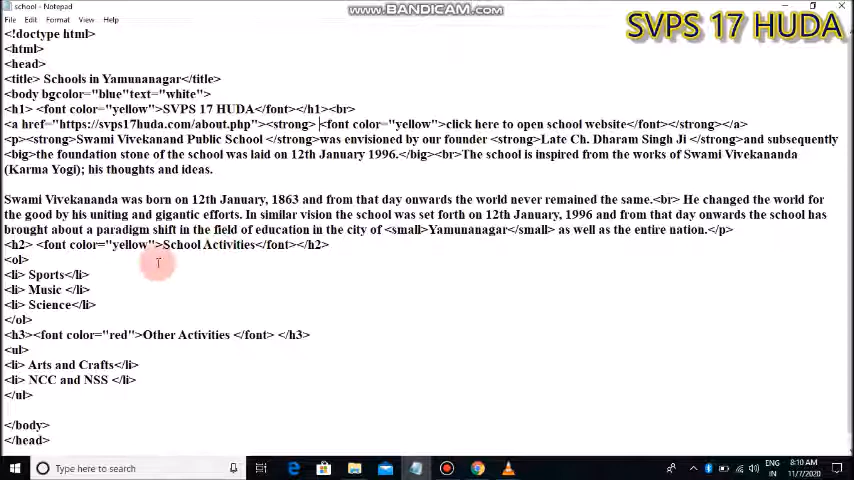 school - Notepad
www.BANDICAM.com
SVPS 17 HUDA
File Edit Format View Help
<!doctype html>
<html>
<head>
<title> Schools in Yamunanagar</title>
<body bgcolor="blue"text="white">
<h1> <font color="yellow">SVPS 17 HUDA</font></h1><br>
<a href="https://svps17huda.com/about.php"><strong> <font color="yellow">click here to open school website</font></strong></a>
<p><strong>Swami Vivekanand Public School </strong>was envisioned by our founder <strong>Late Ch. Dharam Singh Ji </strong>and subsequently
<big>the foundation stone of the school was laid on 12th January 1996.</big><br>The school is inspired from the works of Swami Vivekananda
(Karma Yogi); his thoughts and ideas.
Swami Vivekananda was born on 12th January, 1863 and from that day onwards the world never remained the same.<br> He changed the world for
the good by his uniting and gigantic efforts. In similar vision the school was set forth on 12th January, 1996 and from that day onwards the school has
brought about a paradigm shift in the field of education in the city of <small>Yamunanagar</small> as well as the entire nation.</p>
<h2> <font color="yellow">School Activities</font></h2>
<ol>
<li> Sports</li>
<li> Music </li>
<li> Science</li>
</ol>
<h3><font color="red">Other Activities </font> </h3>
<ul>
<li> Arts and Crafts</li>
<li> NCC and NSS </li>
</ul>
</body>
</head>
Type here to search
ENG
IN
8:10 AM
11/7/2020